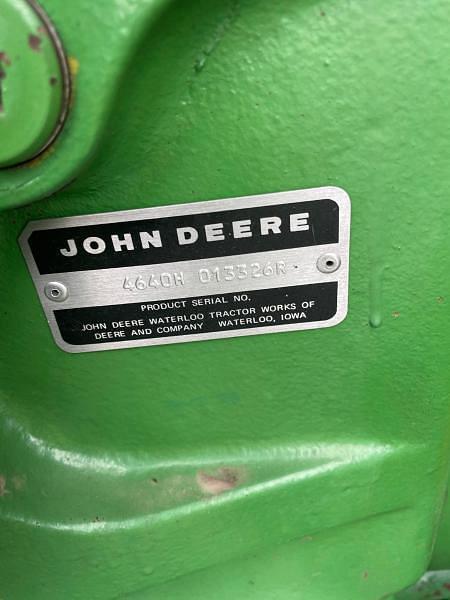 JOHN DEERE
4640H 013326R
PRODUCT SERIAL NO.
JOHN DEERE WATERLOO TRACTOR WORKS OF
DEERE AND COMPANY WATERLOO, IOWA